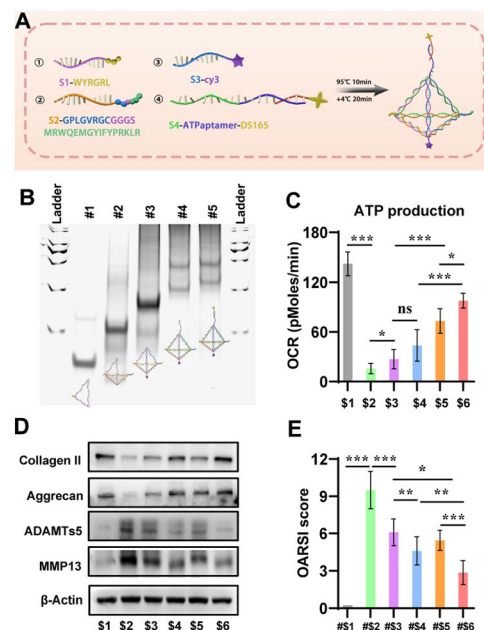 A
① S1-WYRGRL
③ S3-cy3
② S2-GPLGVRGCGGGS
MRWQEMGYIFYPRKLR
④ S4-ATPaptamer-DS165
95℃ 10min
+4℃ 20min
B
Ladder #1 #2 #3 #4 #5 Ladder
C
ATP production
OCR (pMoles/min)
180
120
60
0
*** * ns *** *** *
$1 $2 $3 $4 $5 $6
D
Collagen II
Aggrecan
ADAMTs5
MMP13
β-Actin
$1 $2 $3 $4 $5 $6
E
OARSI score
12
9
6
3
0
*** *** * ** ** ***
#$1 #$2 #$3 #$4 #$5 #$6